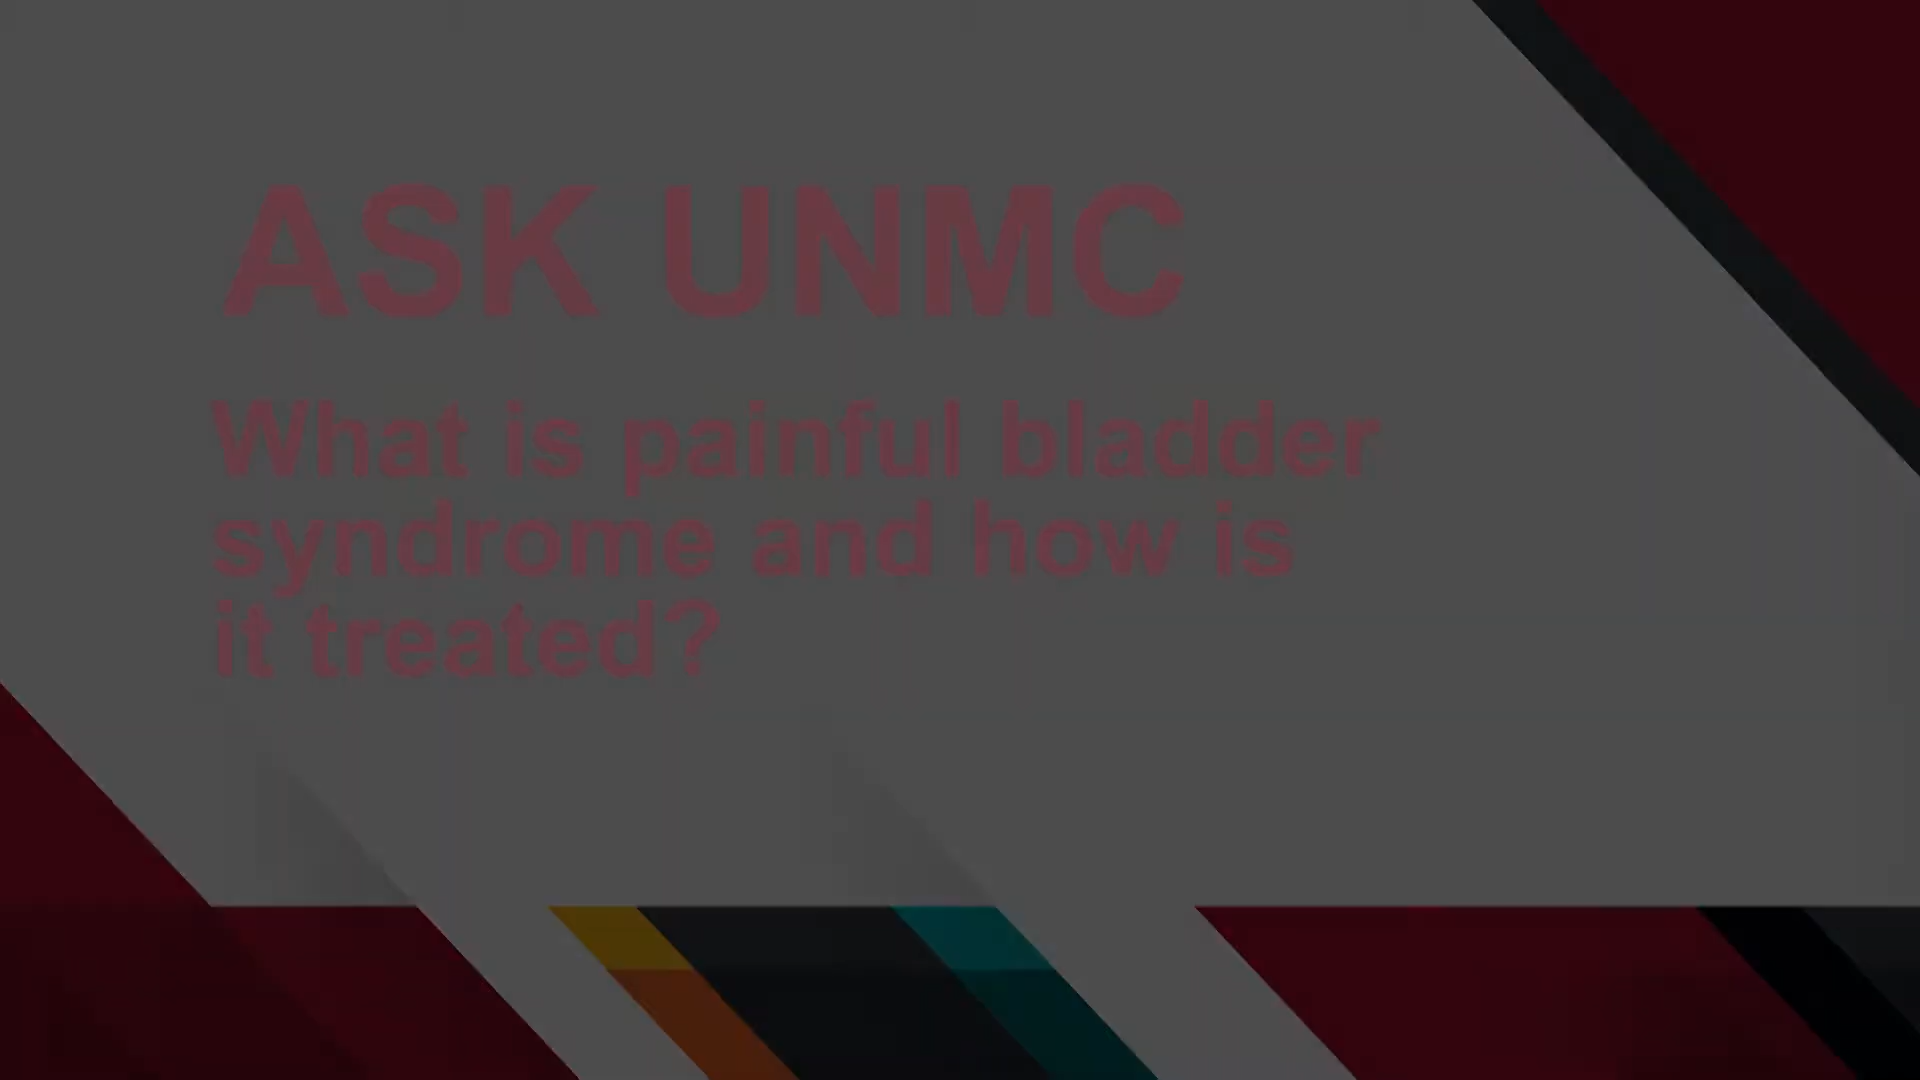 ASK UNMC
What is painful bladder
syndrome and how is
it treated?